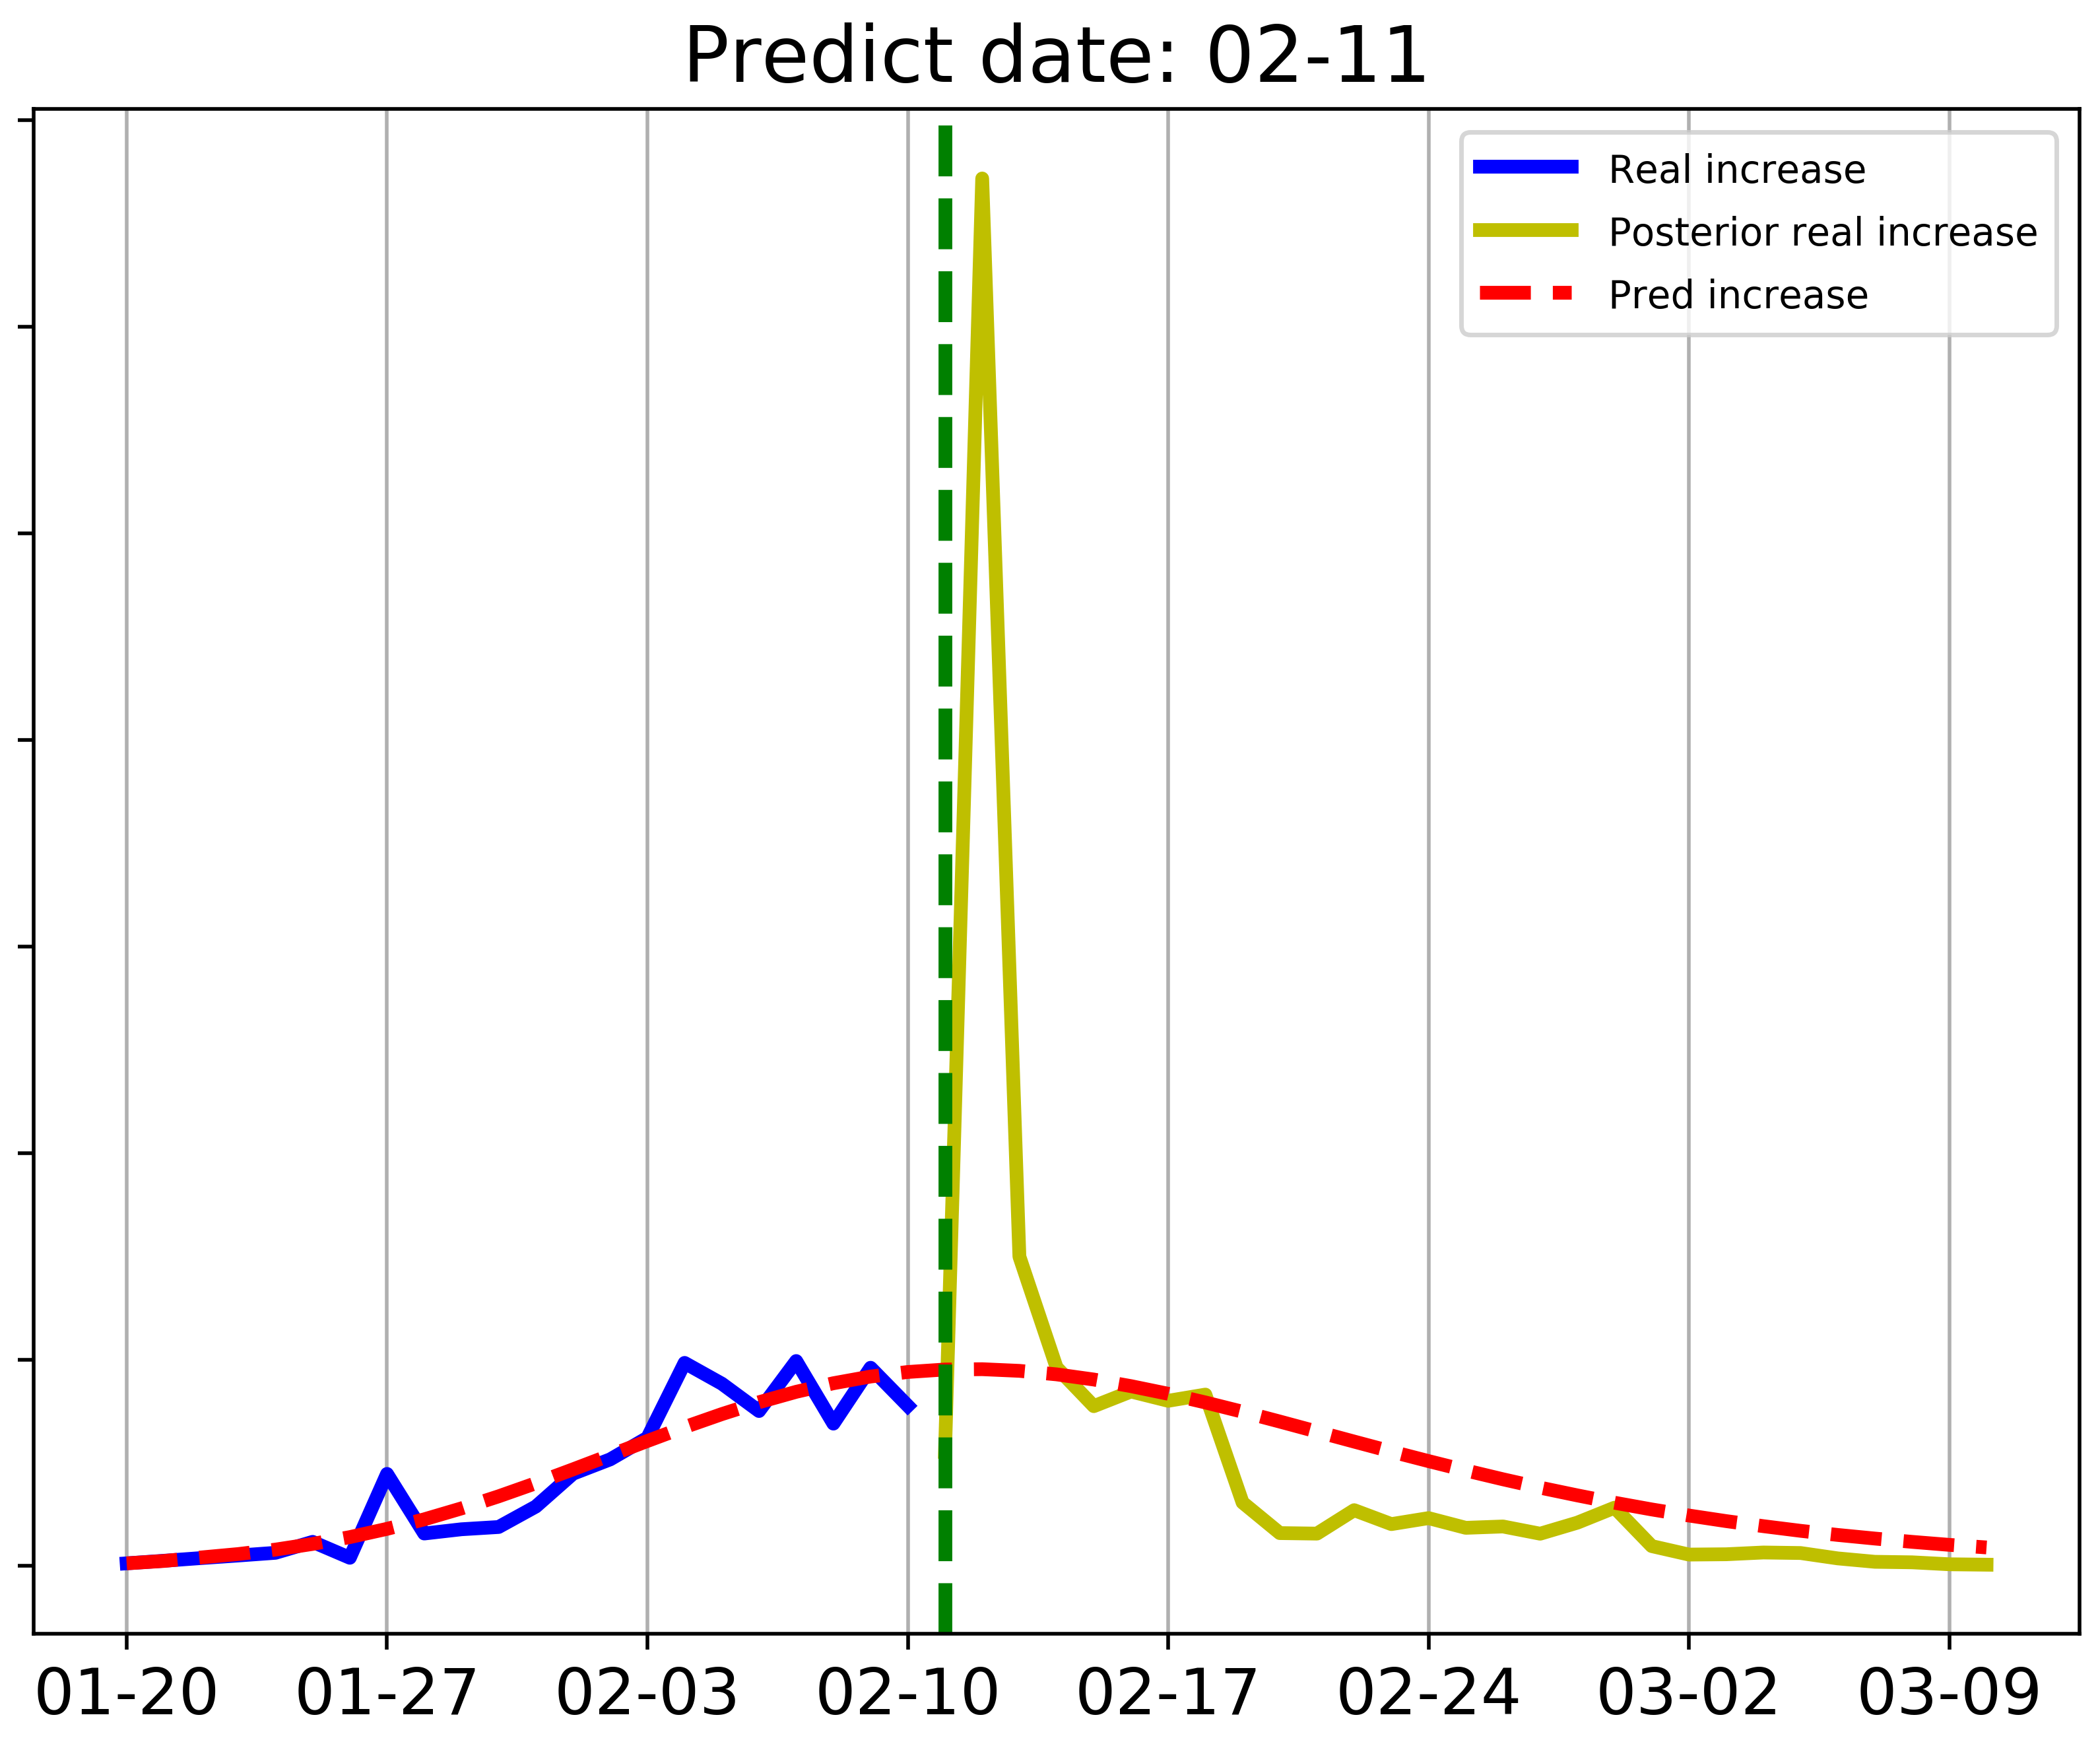 Predict date: 02-11
Real increase
Posterior real increase
Pred increase
01-20 01-27 02-03 02-10 02-17 02-24 03-02 03-09